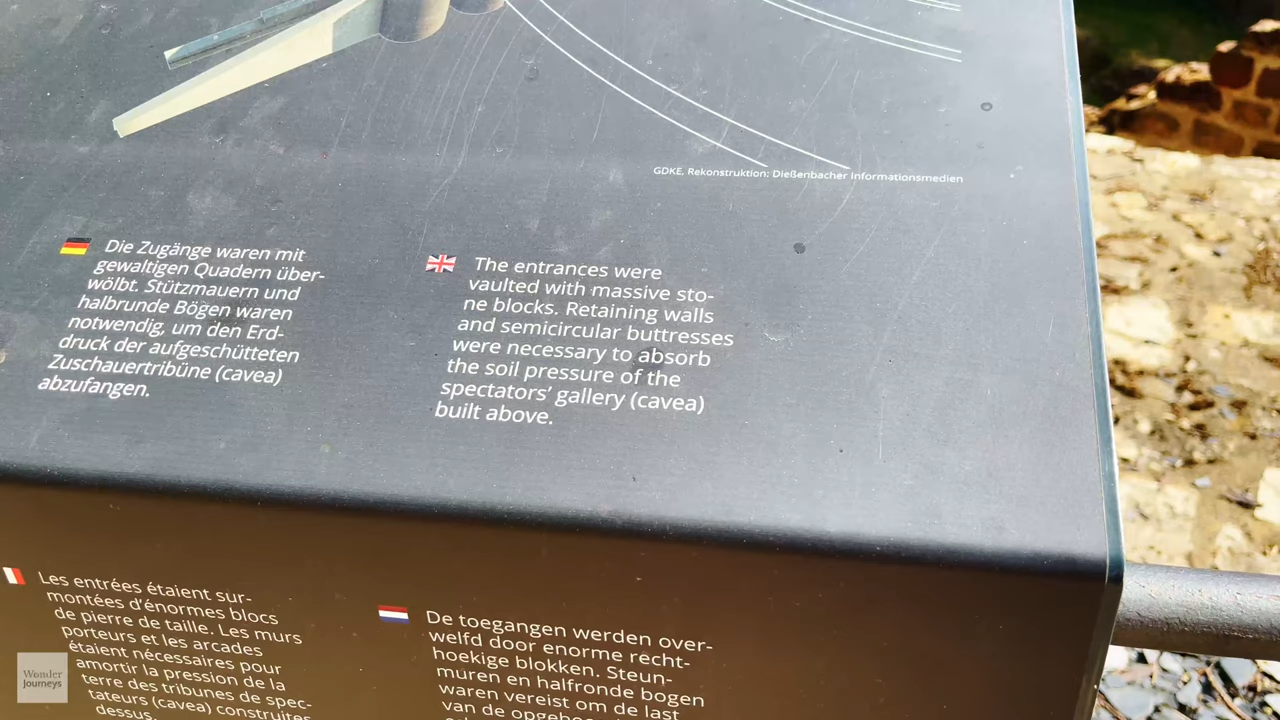 GDKE, Rekonstruktion: Dießenbacher Informationsmedien
Die Zugänge waren mit
gewaltigen Quadern über-
wölbt. Stützmauern und
halbrunde Bögen waren
notwendig, um den Erd-
druck der aufgeschütteten
Zuschauertribüne (cavea)
abzufangen.
The entrances were
vaulted with massive sto-
ne blocks. Retaining walls
and semicircular buttresses
were necessary to absorb
the soil pressure of the
spectators’ gallery (cavea)
built above.
Les entrées étaient sur-
montées d'énormes blocs
de pierre de taille. Les murs
porteurs et les arcades
étaient nécessaires pour
amortir la pression de la
terre des tribunes de spec-
tateurs (cavea) construites
dessus.
De toegangen werden over-
welfd door enorme recht-
hoekige blokken. Steun-
muren en halfronde bogen
waren vereist om de last
van de
Wonder
Journeys